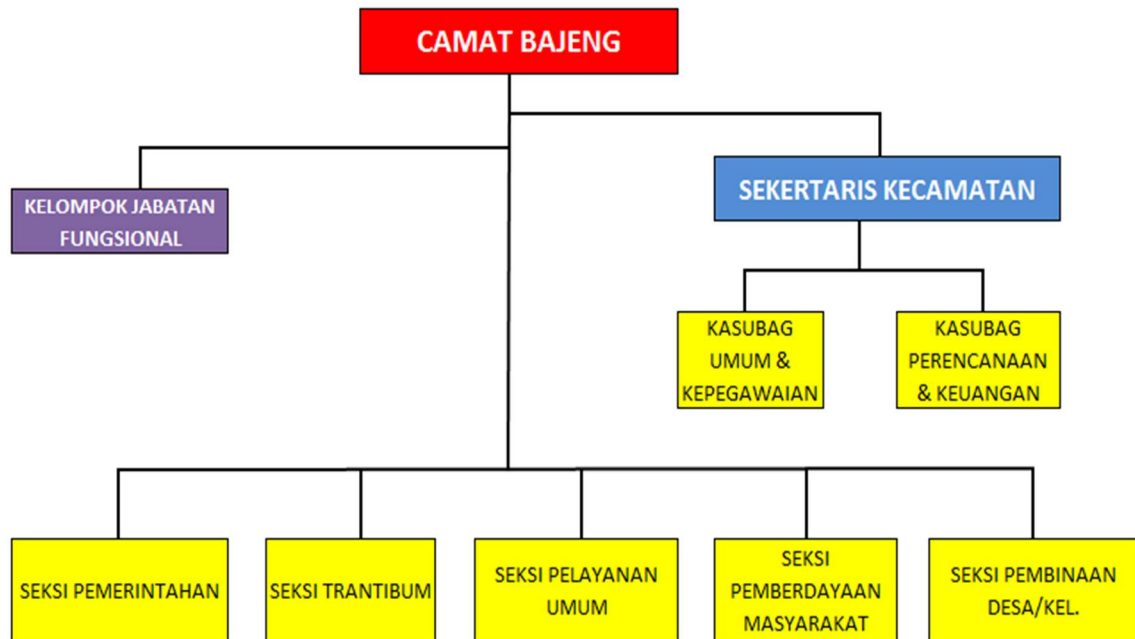 CAMAT BAJENG
KELOMPOK JABATAN
FUNGSIONAL
SEKERTARIS KECAMATAN
KASUBAG
UMUM &
KEPEGAWAIAN
KASUBAG
PERENCANAAN
& KEUANGAN
SEKSI PEMERINTAHAN
SEKSI TRANTIBUM
SEKSI PELAYANAN
UMUM
SEKSI
PEMBERDAYAAN
MASYARAKAT
SEKSI PEMBINAAN
DESA/KEL.